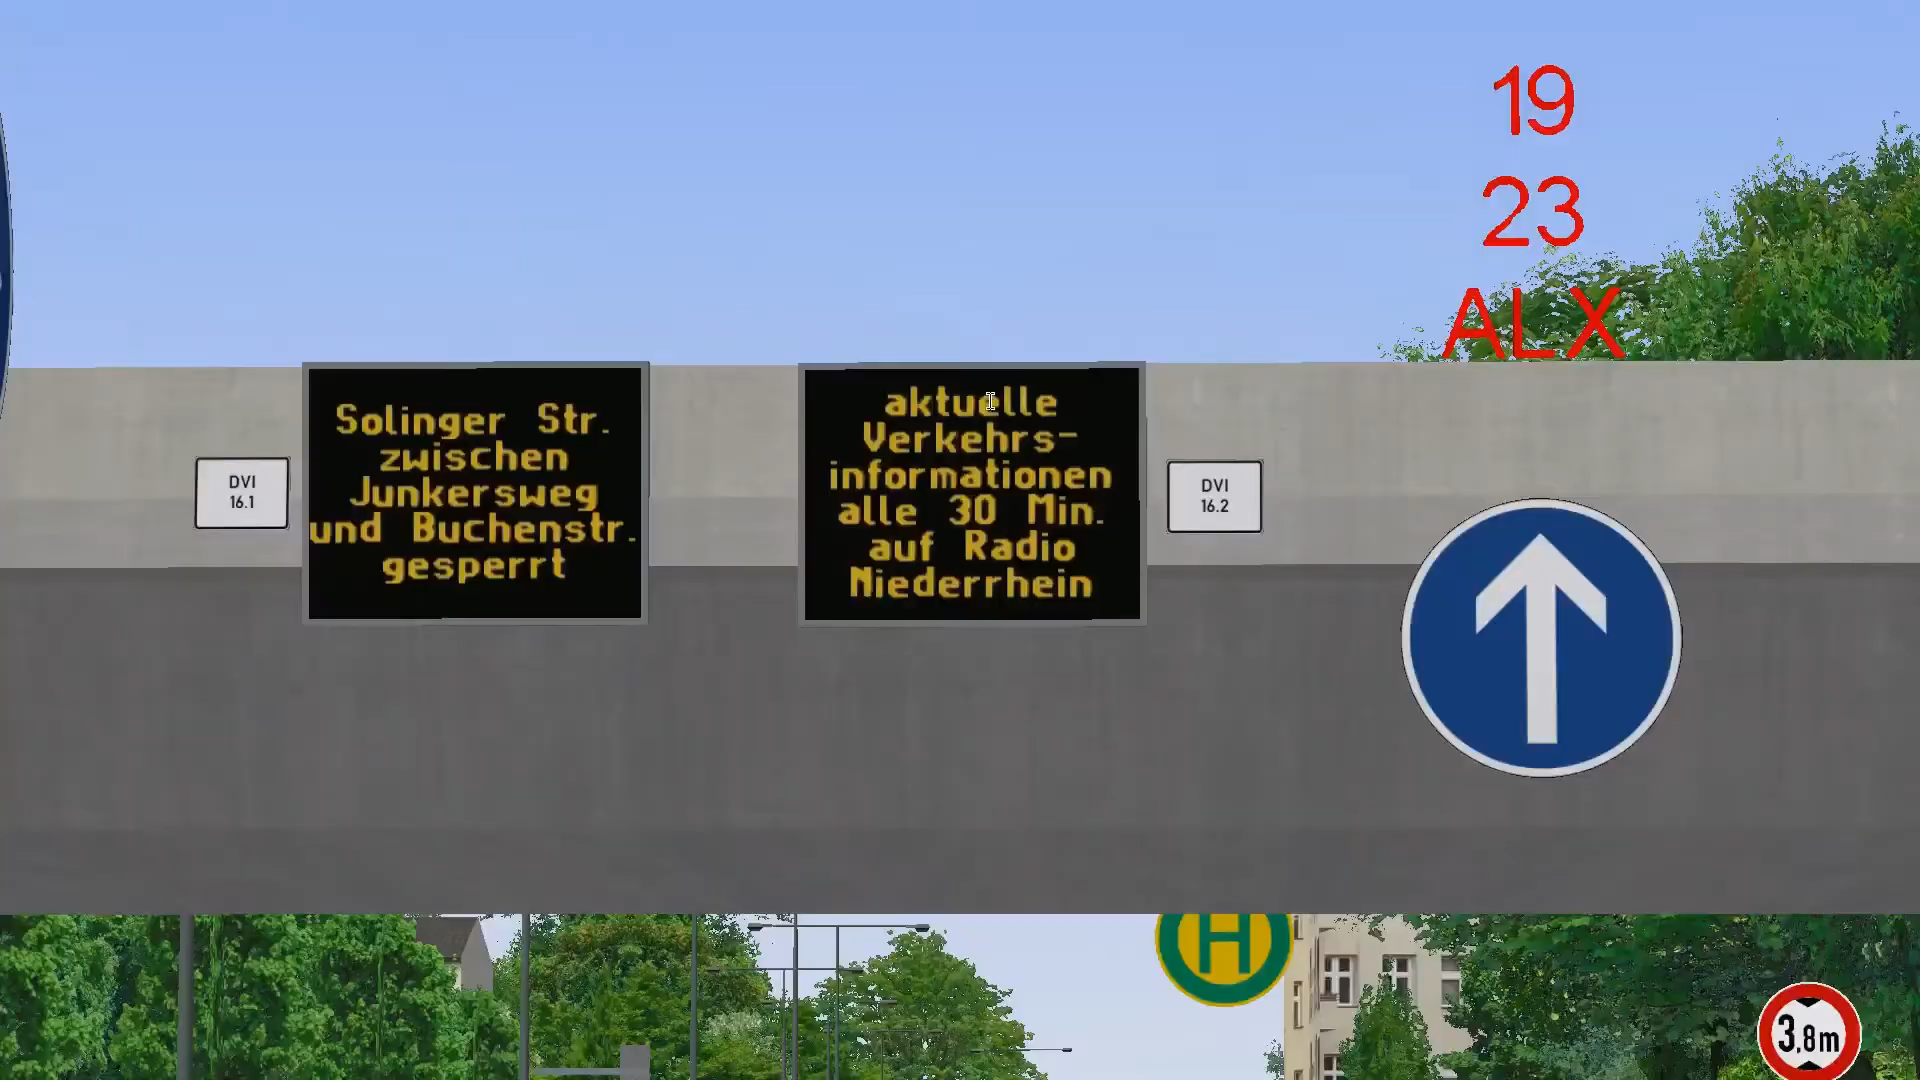 19
23
ALX
Solinger Str.
zwischen
Junkersweg
und Buchenstr.
gesperrt
aktuelle
Verkehrs-
informationen
alle 30 Min.
auf Radio
Niederrhein
DVI
16.1
DVI
16.2
H
3,8m